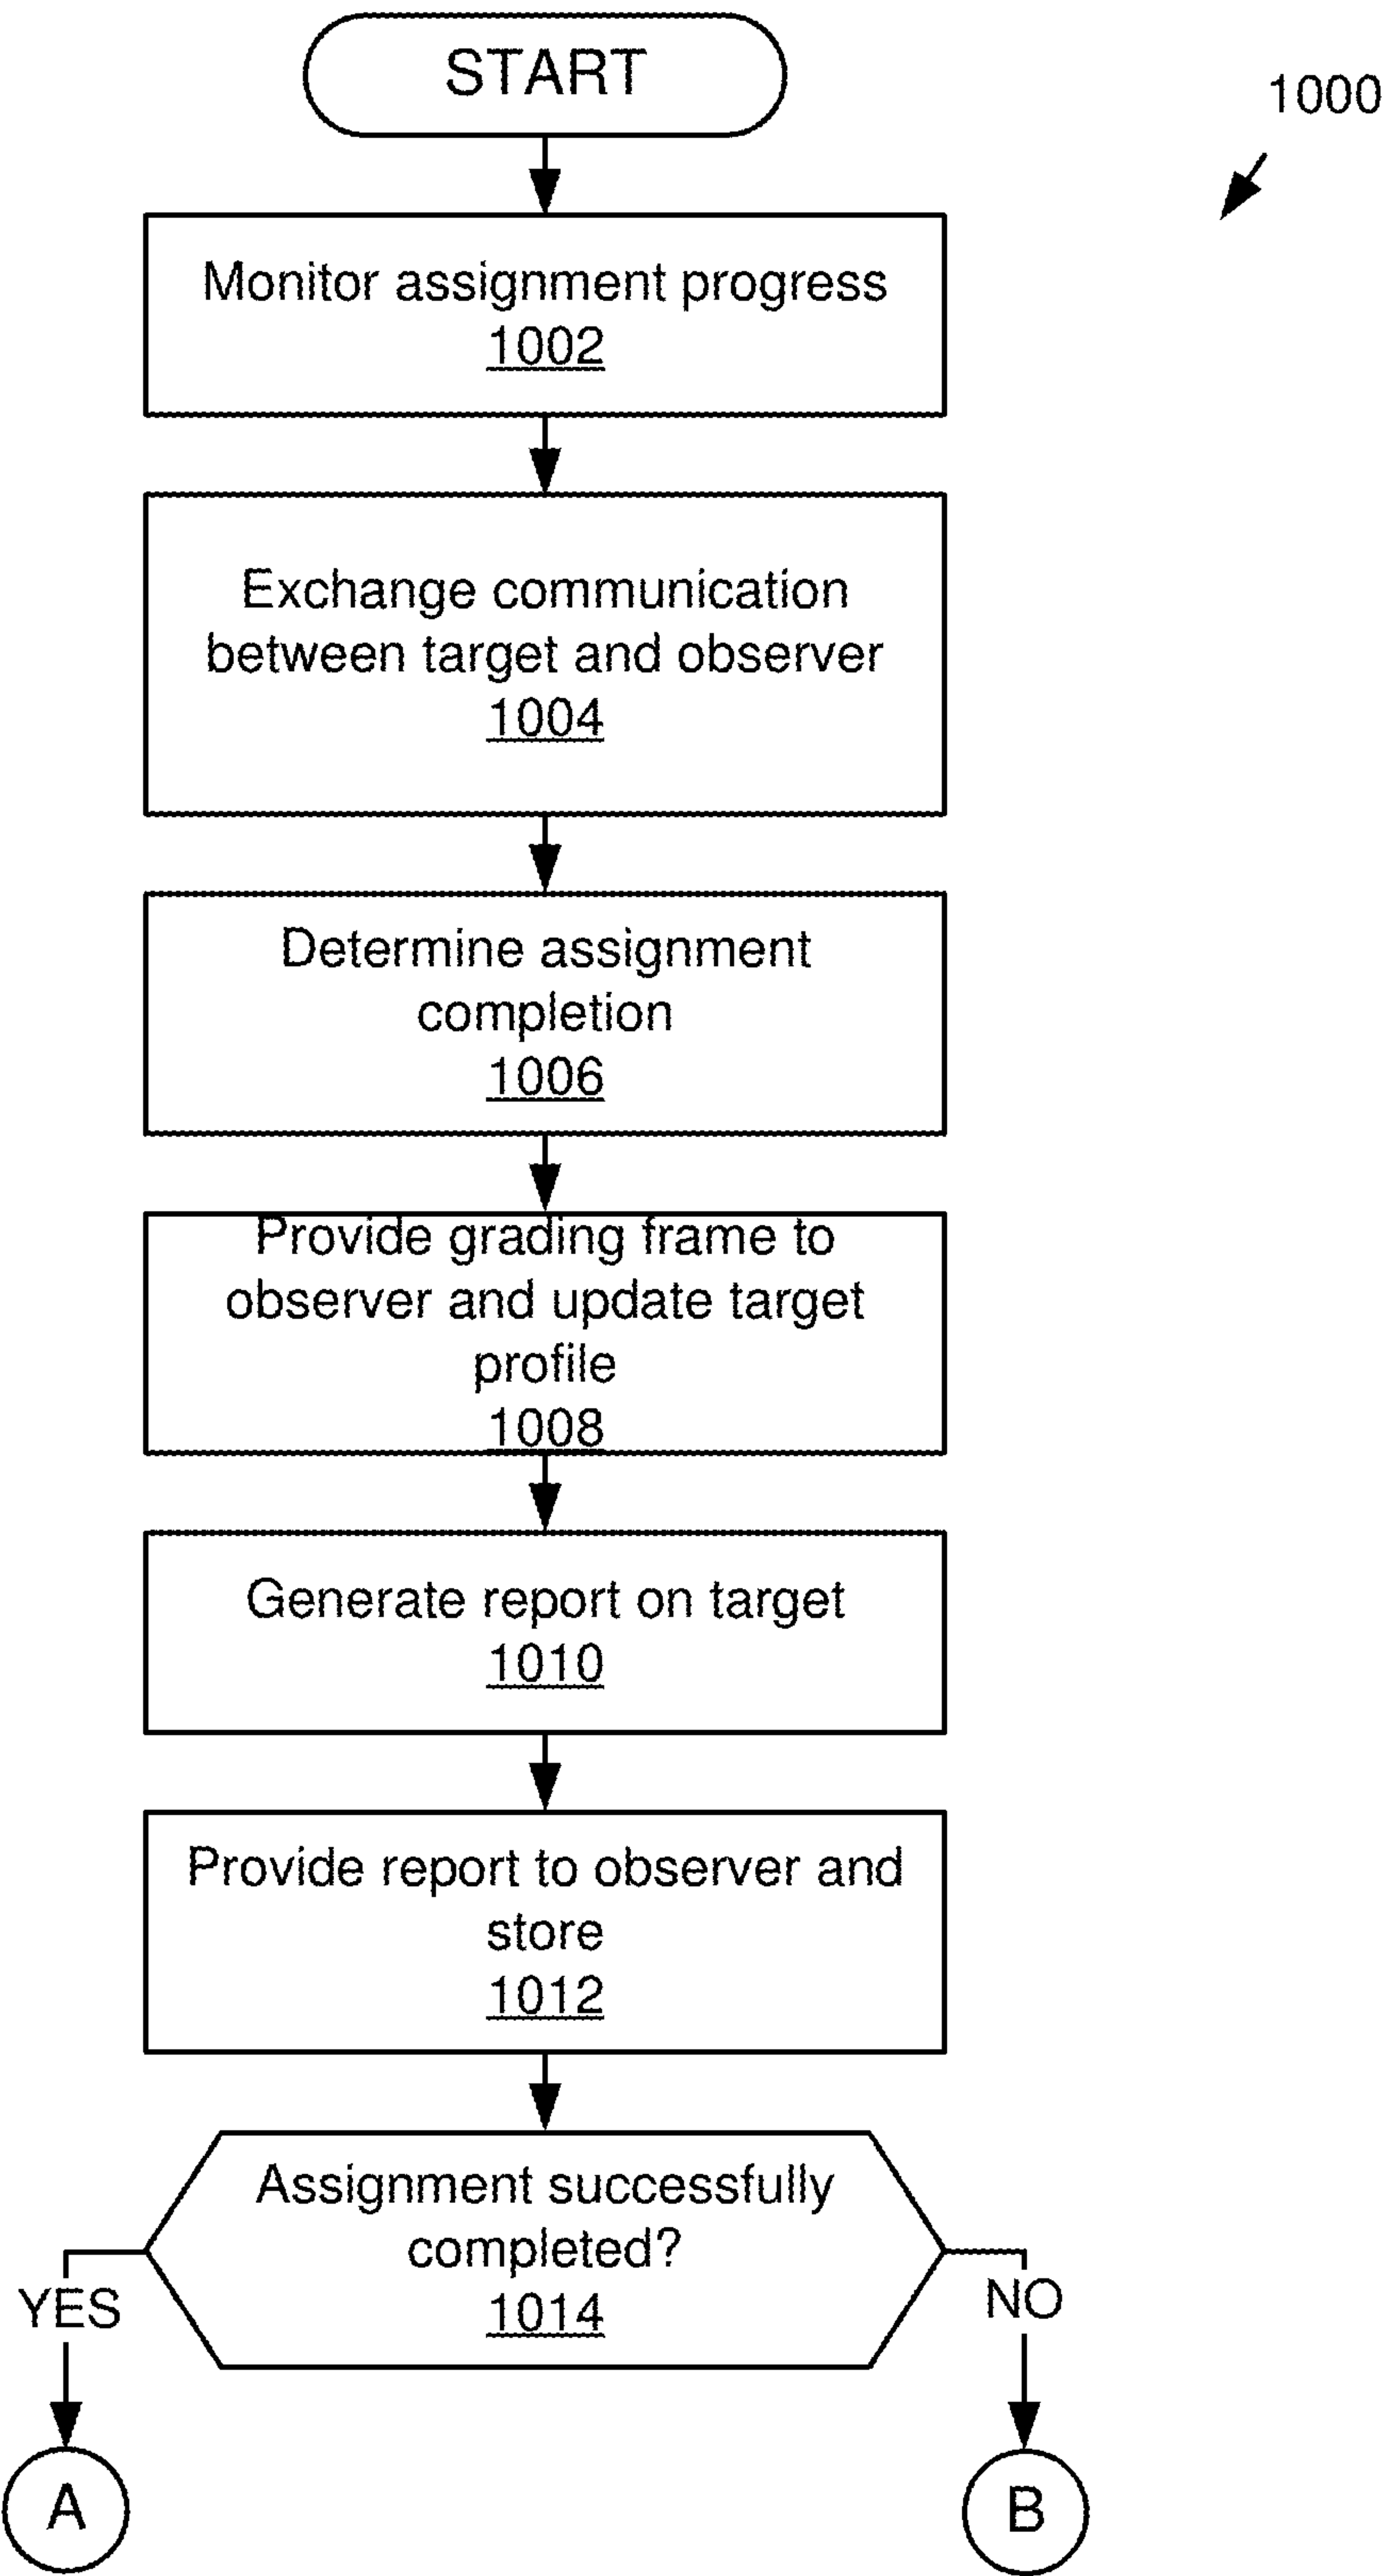 START
1000
Monitor assignment progress
1002
Exchange communication
between target and observer
1004
Determine assignment
completion
1006
Provide grading frame to
observer and update target
profile
1008
Generate report on target
1010
Provide report to observer and
store
1012
Assignment successfully
completed?
1014
YES
NO
A
B